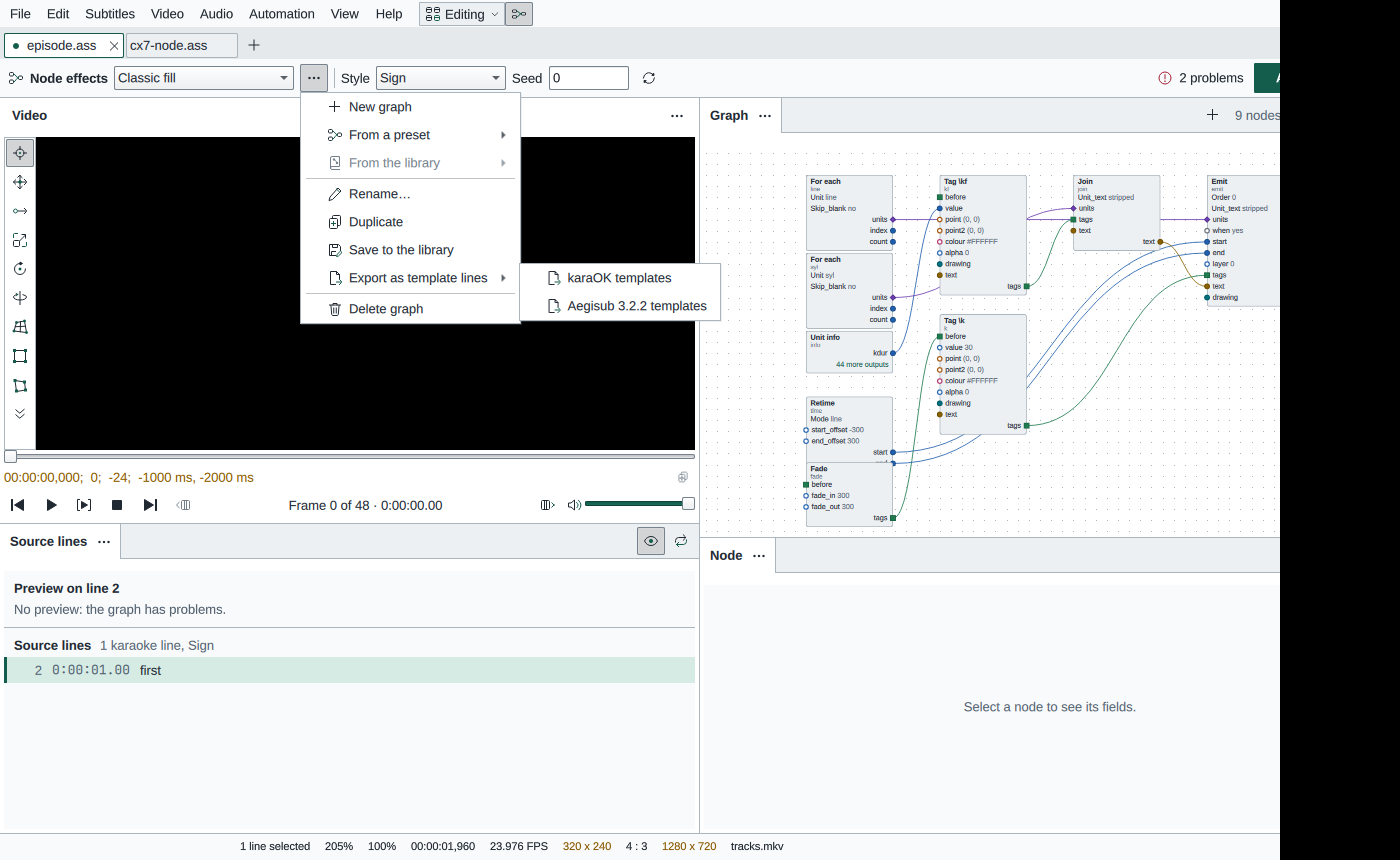 File Edit Subtitles Video Audio Automation View Help Editing
episode.ass cx7-node.ass
Node effects Classic fill Style Sign Seed 0 2 problems
New graph
From a preset
From the library
Rename…
Duplicate
Save to the library
Export as template lines
Delete graph
karaOK templates
Aegisub 3.2.2 templates
Video
Graph 9 nodes
For each
line
Unit line
Skip_blank no
units
index
count
For each
syl
Unit syl
Skip_blank no
units
index
count
Unit info
info
kdur
44 more outputs
Retime
time
Mode line
start_offset -300
end_offset 300
start
Fade
fade
before
fade_in 300
fade_out 300
tags
Tag \kf
kf
before
value
point (0, 0)
point2 (0, 0)
colour #FFFFFF
alpha 0
drawing
text
tags
Tag \k
k
before
value 30
point (0, 0)
point2 (0, 0)
colour #FFFFFF
alpha 0
drawing
text
tags
Join
join
Unit_text stripped
units
tags
text
text
Emit
emit
Order 0
Unit_text stripped
units
when yes
start
end
layer 0
tags
text
drawing
00:00:00,000; 0; -24; -1000 ms, -2000 ms
Frame 0 of 48 · 0:00:00.00
Source lines
Preview on line 2
No preview: the graph has problems.
Source lines 1 karaoke line, Sign
2 0:00:01.00 first
Node
Select a node to see its fields.
1 line selected 205% 100% 00:00:01,960 23.976 FPS 320 x 240 4 : 3 1280 x 720 tracks.mkv